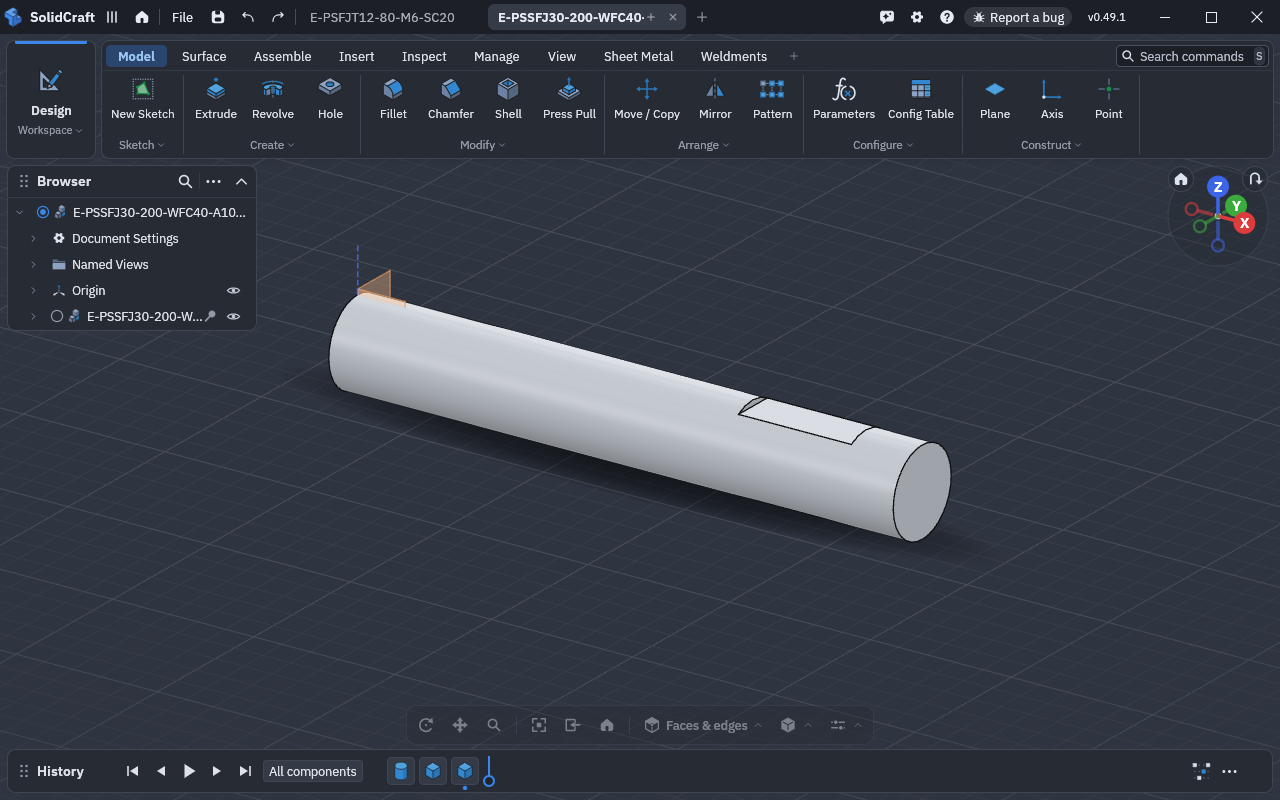 SolidCraft
File
E-PSFJT12-80-M6-SC20
E-PSSFJ30-200-WFC40-
Report a bug
v0.49.1
Design
Workspace
Model
Surface
Assemble
Insert
Inspect
Manage
View
Sheet Metal
Weldments
Search commands
S
New Sketch
Extrude
Revolve
Hole
Fillet
Chamfer
Shell
Press Pull
Move / Copy
Mirror
Pattern
Parameters
Config Table
Plane
Axis
Point
Sketch
Create
Modify
Arrange
Configure
Construct
Browser
E-PSSFJ30-200-WFC40-A10...
Document Settings
Named Views
Origin
E-PSSFJ30-200-W...
Z
Y
X
Faces & edges
History
All components